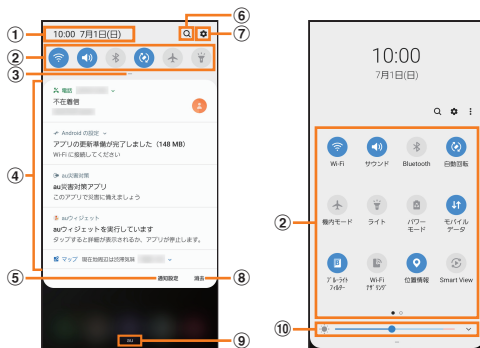 ⑥
① 10:00 7月1日(日) ⑦
②
③
電話
不在着信
Androidの設定
アプリの更新準備が完了しました（148 MB）
Wi-Fiに接続してください
④
au災害対策
au災害対策アプリ
このアプリで災害に備えましょう
auウィジェット
auウィジェットを実行しています
タップすると詳細が表示されるか、アプリが停止します。
マップ
⑤ 通知設定 消去 ⑧
au ⑨
10:00
7月1日(日)
Wi-Fi サウンド Bluetooth 自動回転
②
機内モード ライト パワー
モード モバイル
データ
ブルーライト
フィルター Wi-Fi
テザリング 位置情報 Smart View
⑩